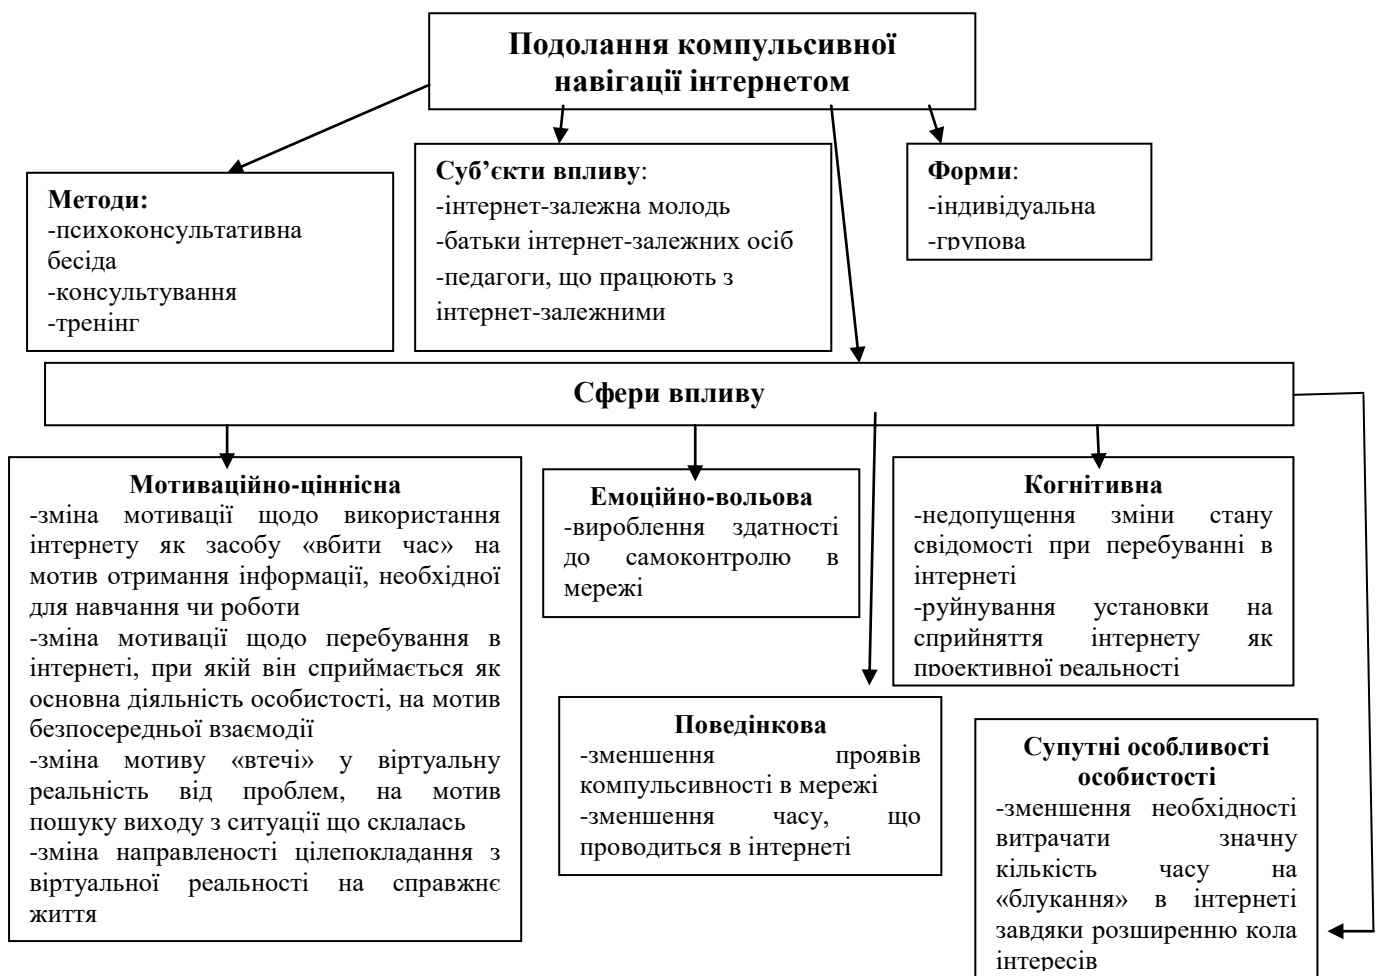 Подолання компульсивної
навігації інтернетом
Методи:
-психоконсультативна
бесіда
-консультування
-тренінг
Суб’єкти впливу:
-інтернет-залежна молодь
-батьки інтернет-залежних осіб
-педагоги, що працюють з
інтернет-залежними
Форми:
-індивідуальна
-групова
Сфери впливу
Мотиваційно-ціннісна
-зміна мотивації щодо використання
інтернету як засобу «вбити час» на
мотив отримання інформації, необхідної
для навчання чи роботи
-зміна мотивації щодо перебування в
інтернеті, при якій він сприймається як
основна діяльність особистості, на мотив
безпосередньої взаємодії
-зміна мотиву «втечі» у віртуальну
реальність від проблем, на мотив
пошуку виходу з ситуації що склалась
-зміна направленості цілепокладання з
віртуальної реальності на справжнє
життя
Емоційно-вольова
-вироблення здатності
до самоконтролю в
мережі
Когнітивна
-недопущення зміни стану
свідомості при перебуванні в
інтернеті
-руйнування установки на
сприйняття інтернету як
проективної реальності
Поведінкова
-зменшення проявів
компульсивності в мережі
-зменшення часу, що
проводиться в інтернеті
Супутні особливості
особистості
-зменшення необхідності
витрачати значну
кількість часу на
«блукання» в інтернеті
завдяки розширенню кола
інтересів